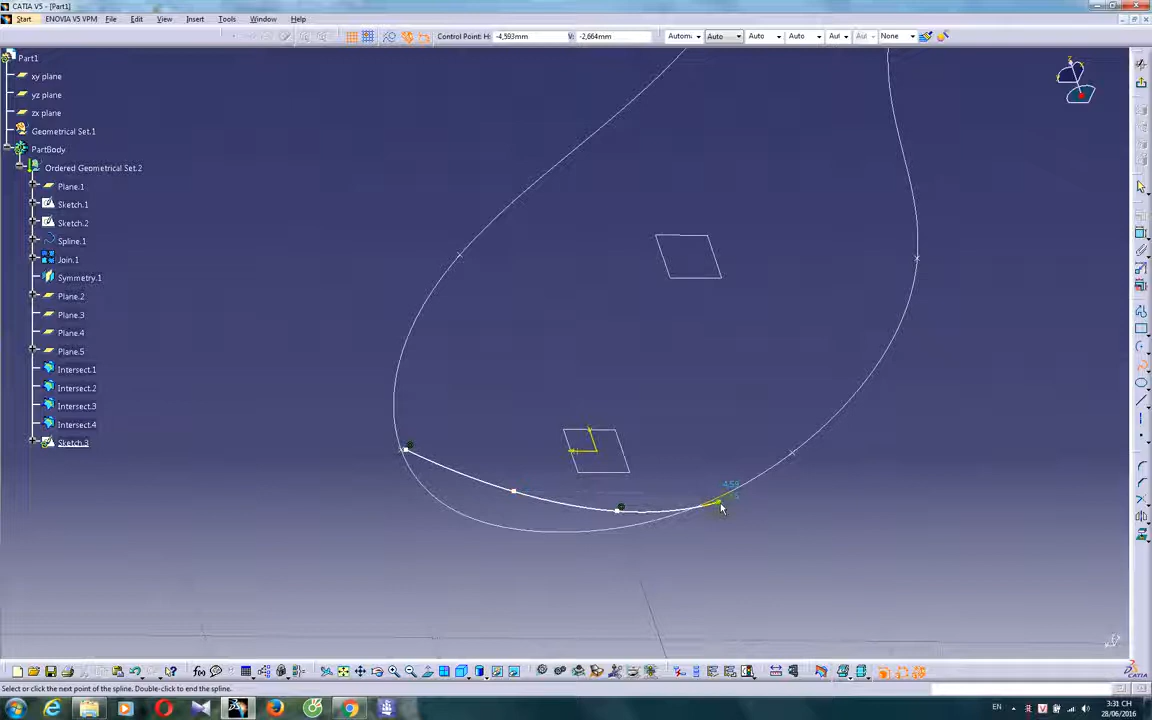 CATIA V5 - [Part1]
Start ENOVIA V5 VPM File Edit View Insert Tools Window Help
Control Point: H: -4,593mm V: -2,664mm Autom Auto Auto Auto Aut Aut None
Part1
xy plane
yz plane
zx plane
Geometrical Set.1
PartBody
Ordered Geometrical Set.2
Plane.1
Sketch.1
Sketch.2
Spline.1
Join.1
Symmetry.1
Plane.2
Plane.3
Plane.4
Plane.5
Intersect.1
Intersect.2
Intersect.3
Intersect.4
Sketch.3
Select or click the next point of the spline. Double-click to end the spline.
EN
3:31 CH
28/06/2016